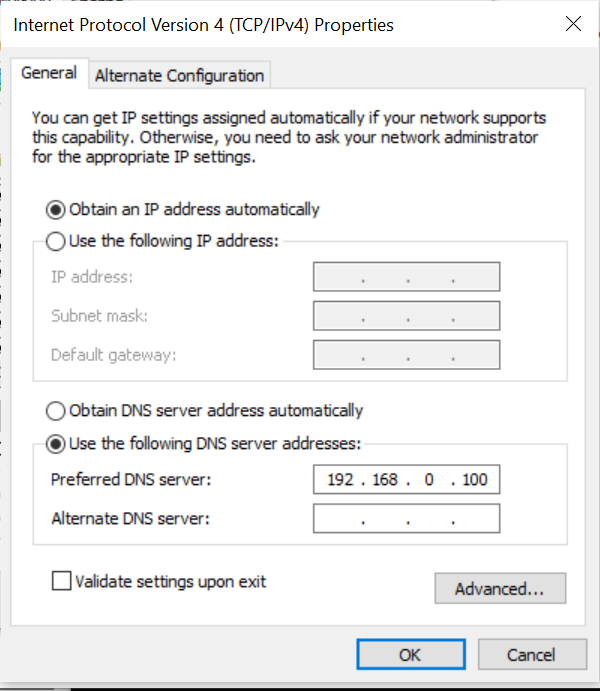 Internet Protocol Version 4 (TCP/IPv4) Properties
General
Alternate Configuration
You can get IP settings assigned automatically if your network supports
this capability. Otherwise, you need to ask your network administrator
for the appropriate IP settings.
Obtain an IP address automatically
Use the following IP address:
IP address:
. . .
Subnet mask:
. . .
Default gateway:
. . .
Obtain DNS server address automatically
Use the following DNS server addresses:
Preferred DNS server:
192 . 168 . 0 . 100
Alternate DNS server:
. . .
Validate settings upon exit
Advanced...
OK
Cancel